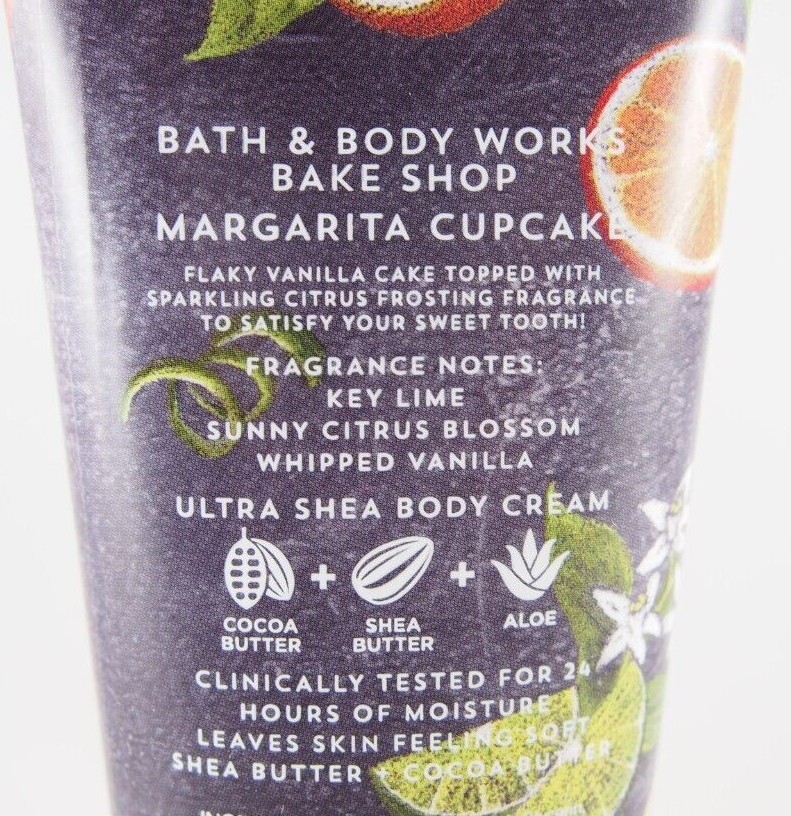 BATH & BODY WORKS
BAKE SHOP
MARGARITA CUPCAKE
FLAKY VANILLA CAKE TOPPED WITH
SPARKLING CITRUS FROSTING FRAGRANCE
TO SATISFY YOUR SWEET TOOTH!
FRAGRANCE NOTES:
KEY LIME
SUNNY CITRUS BLOSSOM
WHIPPED VANILLA
ULTRA SHEA BODY CREAM
COCOA BUTTER + SHEA BUTTER + ALOE
CLINICALLY TESTED FOR 24
HOURS OF MOISTURE
LEAVES SKIN FEELING SOFT
SHEA BUTTER + COCOA BUTTER